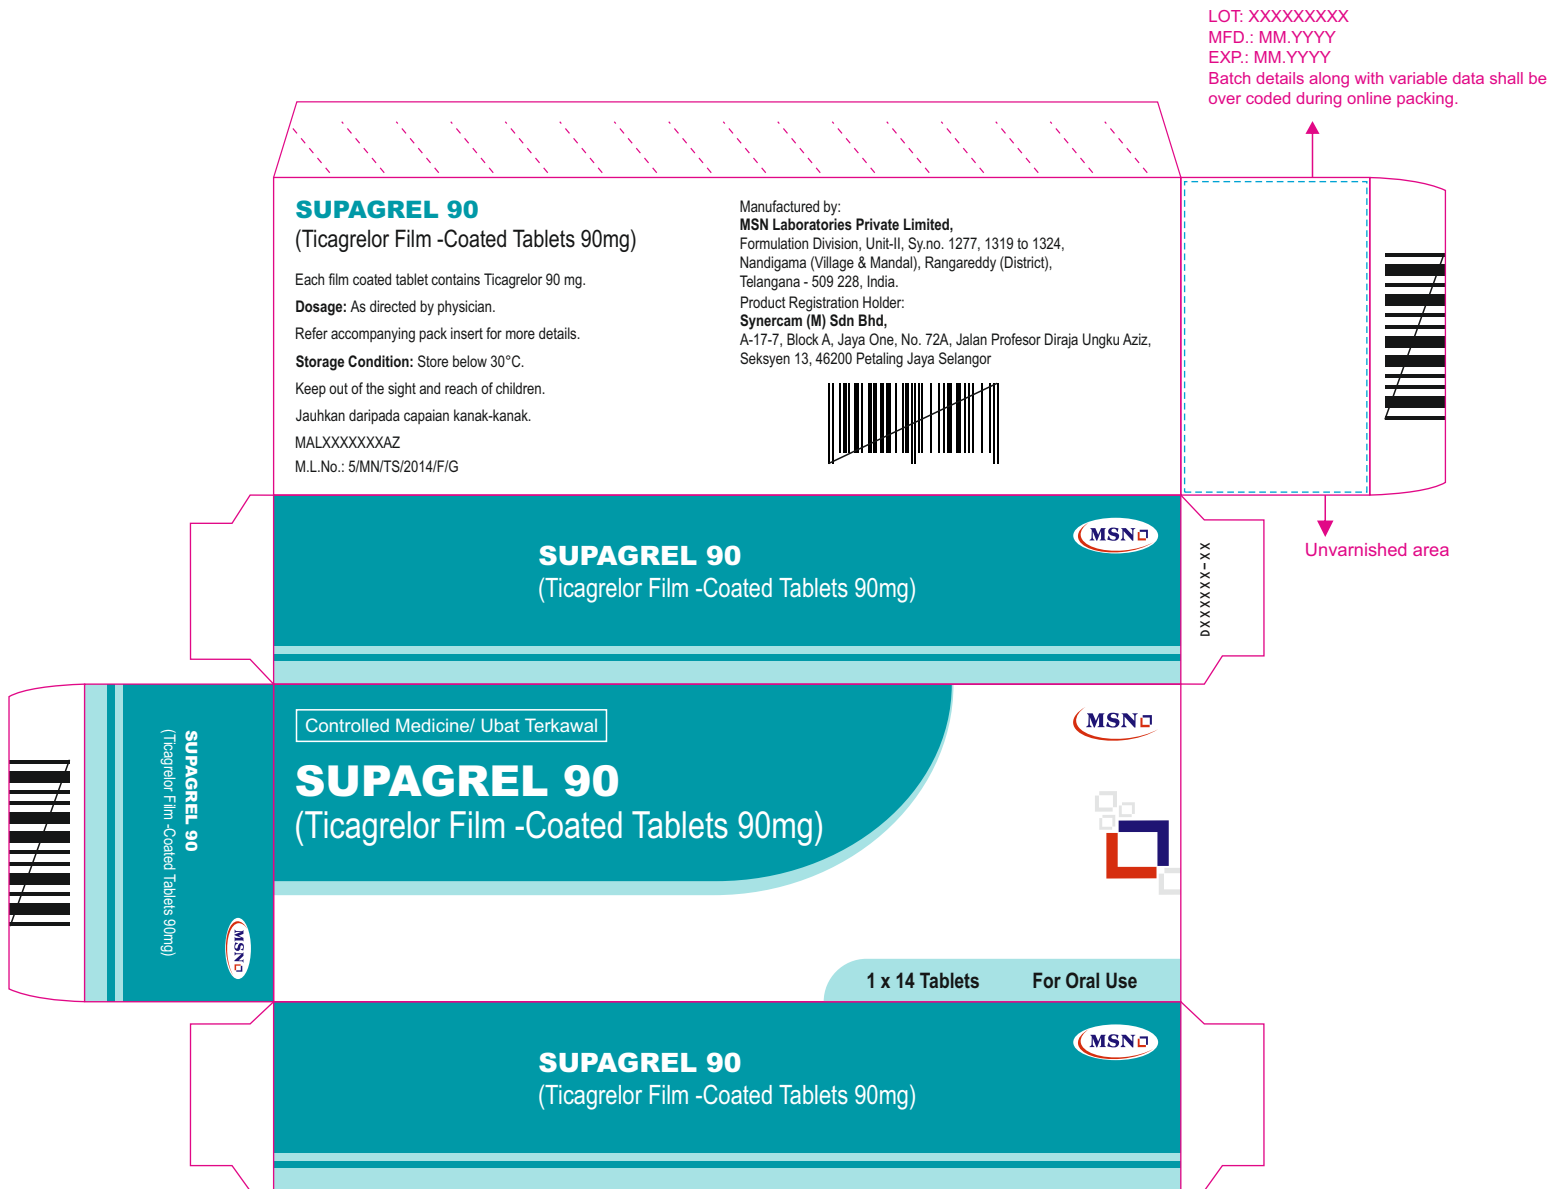 LOT: XXXXXXXXX
MFD.: MM.YYYY
EXP.: MM.YYYY
Batch details along with variable data shall be
over coded during online packing.
SUPAGREL 90
(Ticagrelor Film -Coated Tablets 90mg)
Each film coated tablet contains Ticagrelor 90 mg.
Dosage: As directed by physician.
Refer accompanying pack insert for more details.
Storage Condition: Store below 30°C.
Keep out of the sight and reach of children.
Jauhkan daripada capaian kanak-kanak.
MALXXXXXXXAZ
M.L.No.: 5/MN/TS/2014/F/G
Manufactured by:
MSN Laboratories Private Limited,
Formulation Division, Unit-II, Sy.no. 1277, 1319 to 1324,
Nandigama (Village & Mandal), Rangareddy (District),
Telangana - 509 228, India.
Product Registration Holder:
Synercam (M) Sdn Bhd,
A-17-7, Block A, Jaya One, No. 72A, Jalan Profesor Diraja Ungku Aziz,
Seksyen 13, 46200 Petaling Jaya Selangor
Unvarnished area
MSN
SUPAGREL 90
(Ticagrelor Film -Coated Tablets 90mg)
DXXXXXX-XX
SUPAGREL 90
(Ticagrelor Film -Coated Tablets 90mg)
MSN
Controlled Medicine/ Ubat Terkawal
SUPAGREL 90
(Ticagrelor Film -Coated Tablets 90mg)
MSN
1 x 14 Tablets
For Oral Use
MSN
SUPAGREL 90
(Ticagrelor Film -Coated Tablets 90mg)